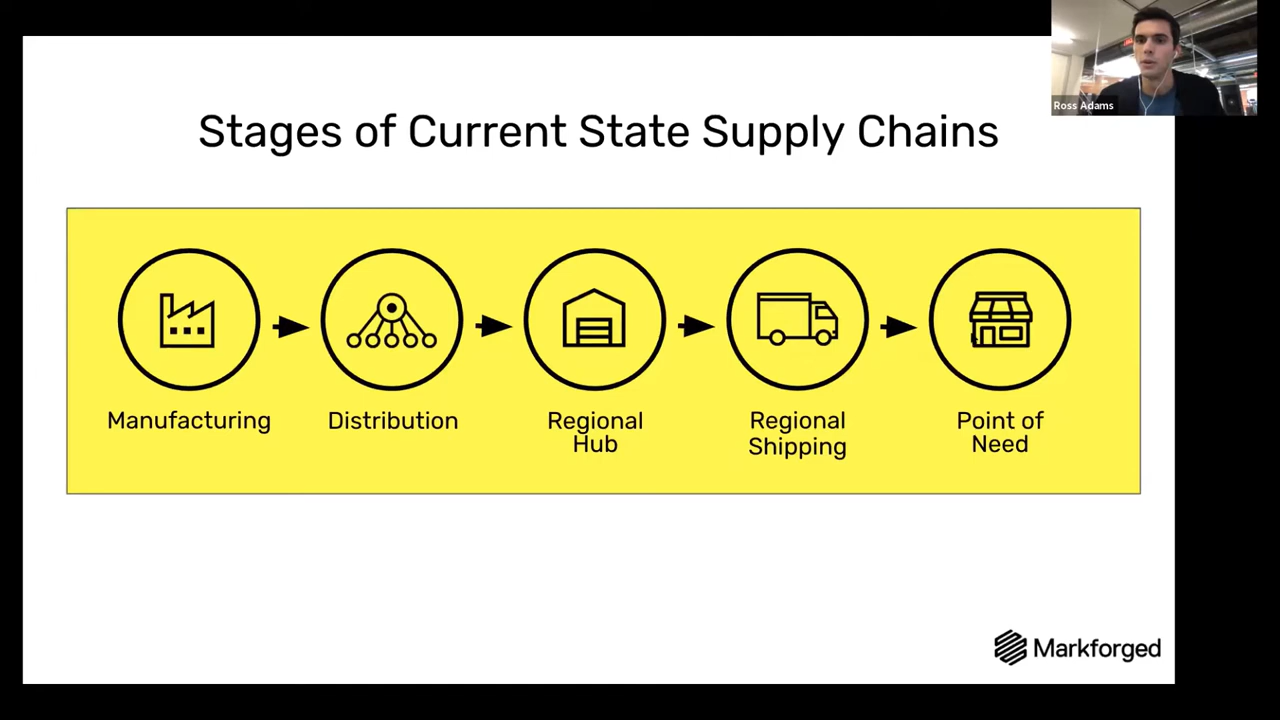 Ross Adams
Stages of Current State Supply Chains
Manufacturing
Distribution
Regional
Hub
Regional
Shipping
Point of
Need
Markforged